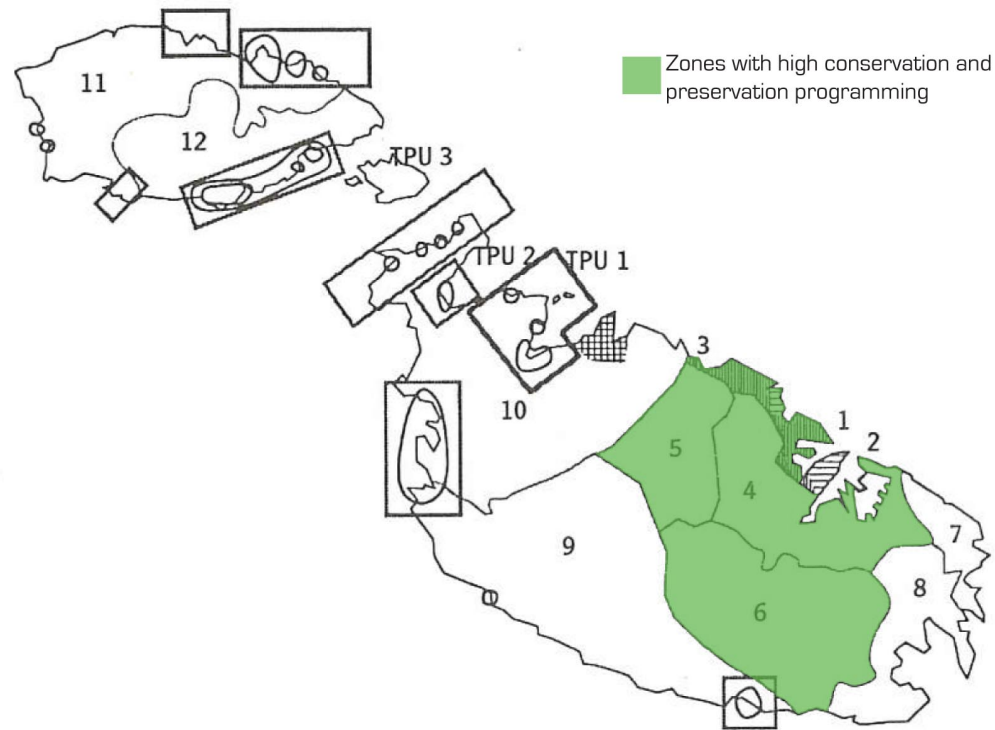 Zones with high conservation and
preservation programming
11
12
TPU 3
TPU 2
TPU 1
3
10
1
5
2
4
9
7
8
6